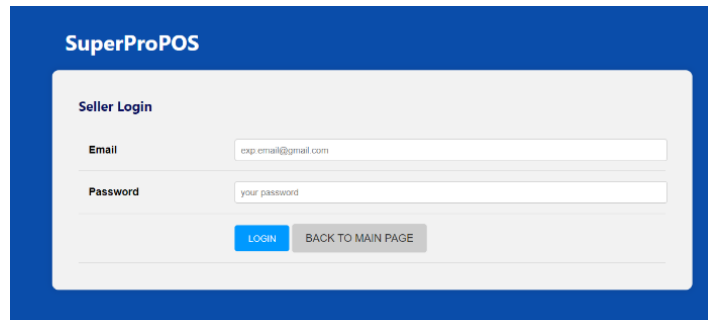 SuperProPOS
Seller Login
Email
exp.email@gmail.com
Password
your password
LOGIN
BACK TO MAIN PAGE